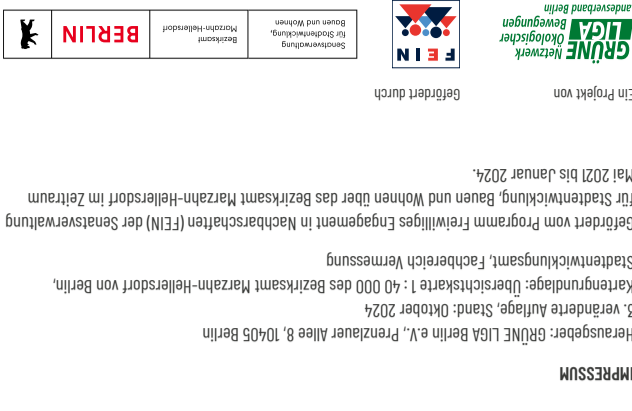 IMPRESSUM
Herausgeber: GRÜNE LIGA Berlin e.V., Prenzlauer Allee 8, 10405 Berlin
3. veränderte Auflage, Stand: Oktober 2024
Kartengrundlage: Übersichtskarte 1 : 40 000 des Bezirksamt Marzahn-Hellersdorf von Berlin,
Stadtentwicklungsamt, Fachbereich Vermessung
Gefördert vom Programm Freiwilliges Engagement in Nachbarschaften (FEIN) der Senatsverwaltung
für Stadtentwicklung, Bauen und Wohnen über das Bezirksamt Marzahn-Hellersdorf im Zeitraum
Mai 2021 bis Januar 2024.
Ein Projekt von
Gefördert durch
GRÜNE LIGA
Netzwerk
Ökologischer
Bewegungen
Landesverband Berlin
FEIN
Senatsverwaltung
für Stadtentwicklung,
Bauen und Wohnen
Bezirksamt
Marzahn-Hellersdorf
BERLIN